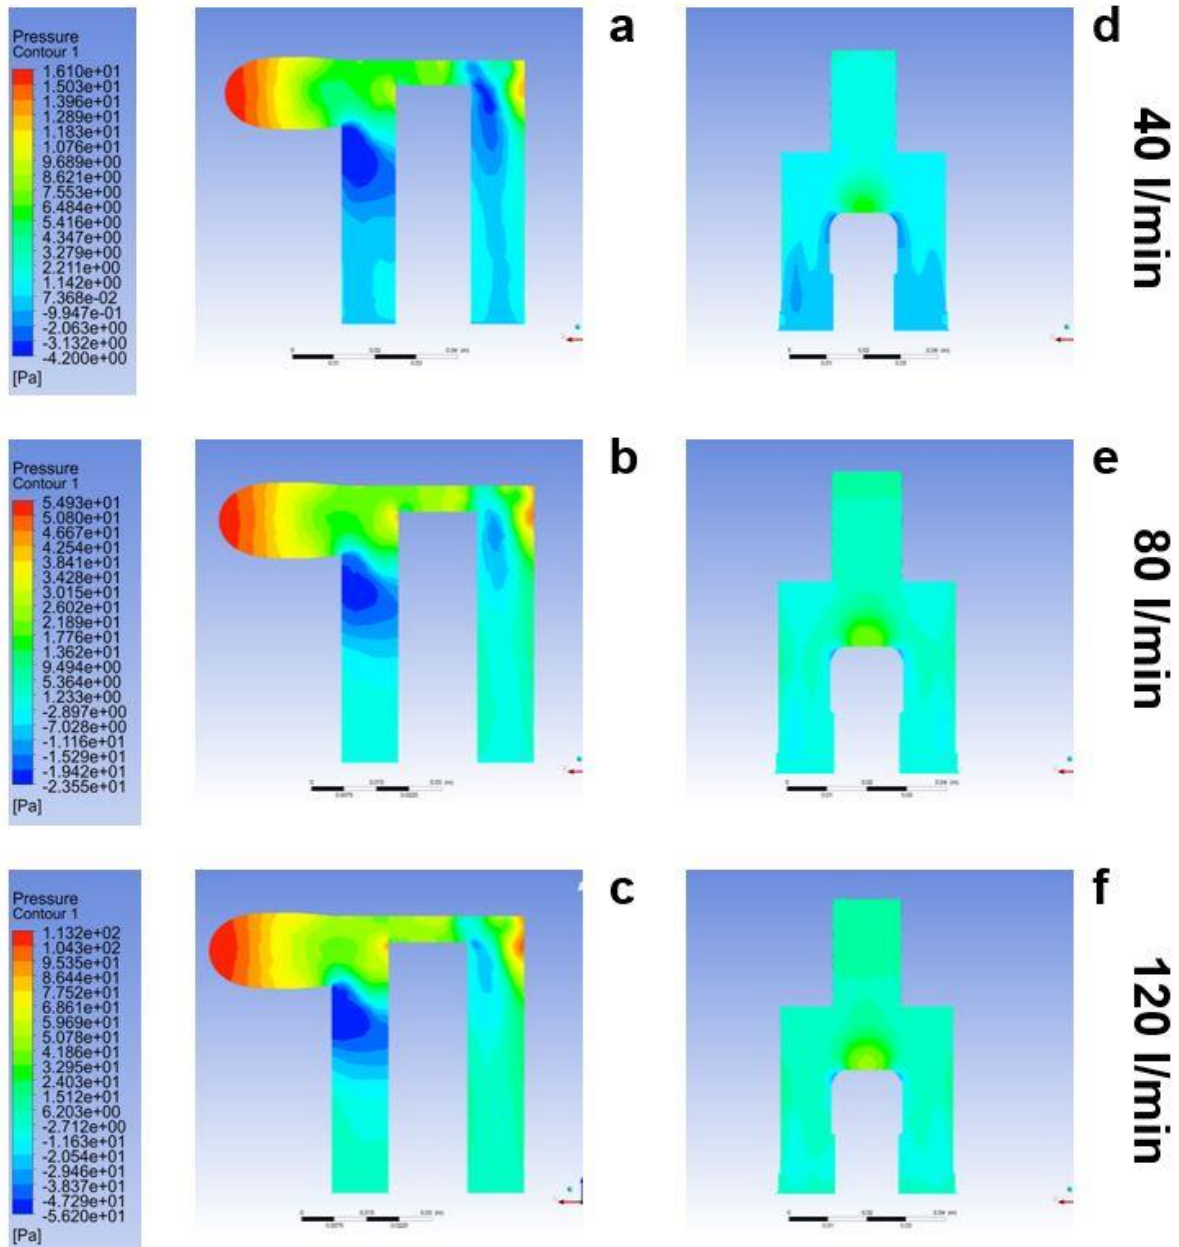 Pressure
Contour 1
1.610e+01
1.503e+01
1.396e+01
1.289e+01
1.183e+01
1.076e+01
9.689e+00
8.621e+00
7.553e+00
6.484e+00
5.416e+00
4.347e+00
3.279e+00
2.211e+00
1.142e+00
7.368e-02
-9.947e-01
-2.063e+00
-3.132e+00
-4.200e+00
[Pa]
a
d
40 l/min
Pressure
Contour 1
5.493e+01
5.080e+01
4.667e+01
4.254e+01
3.841e+01
3.428e+01
3.015e+01
2.602e+01
2.189e+01
1.776e+01
1.362e+01
9.494e+00
5.364e+00
1.233e+00
-2.897e+00
-7.028e+00
-1.116e+01
-1.529e+01
-1.942e+01
-2.355e+01
[Pa]
b
e
80 l/min
Pressure
Contour 1
1.132e+02
1.043e+02
9.535e+01
8.644e+01
7.752e+01
6.861e+01
5.969e+01
5.078e+01
4.186e+01
3.295e+01
2.403e+01
1.512e+01
6.203e+00
-2.712e+00
-1.163e+01
-2.054e+01
-2.946e+01
-3.837e+01
-4.729e+01
-5.620e+01
[Pa]
c
f
120 l/min